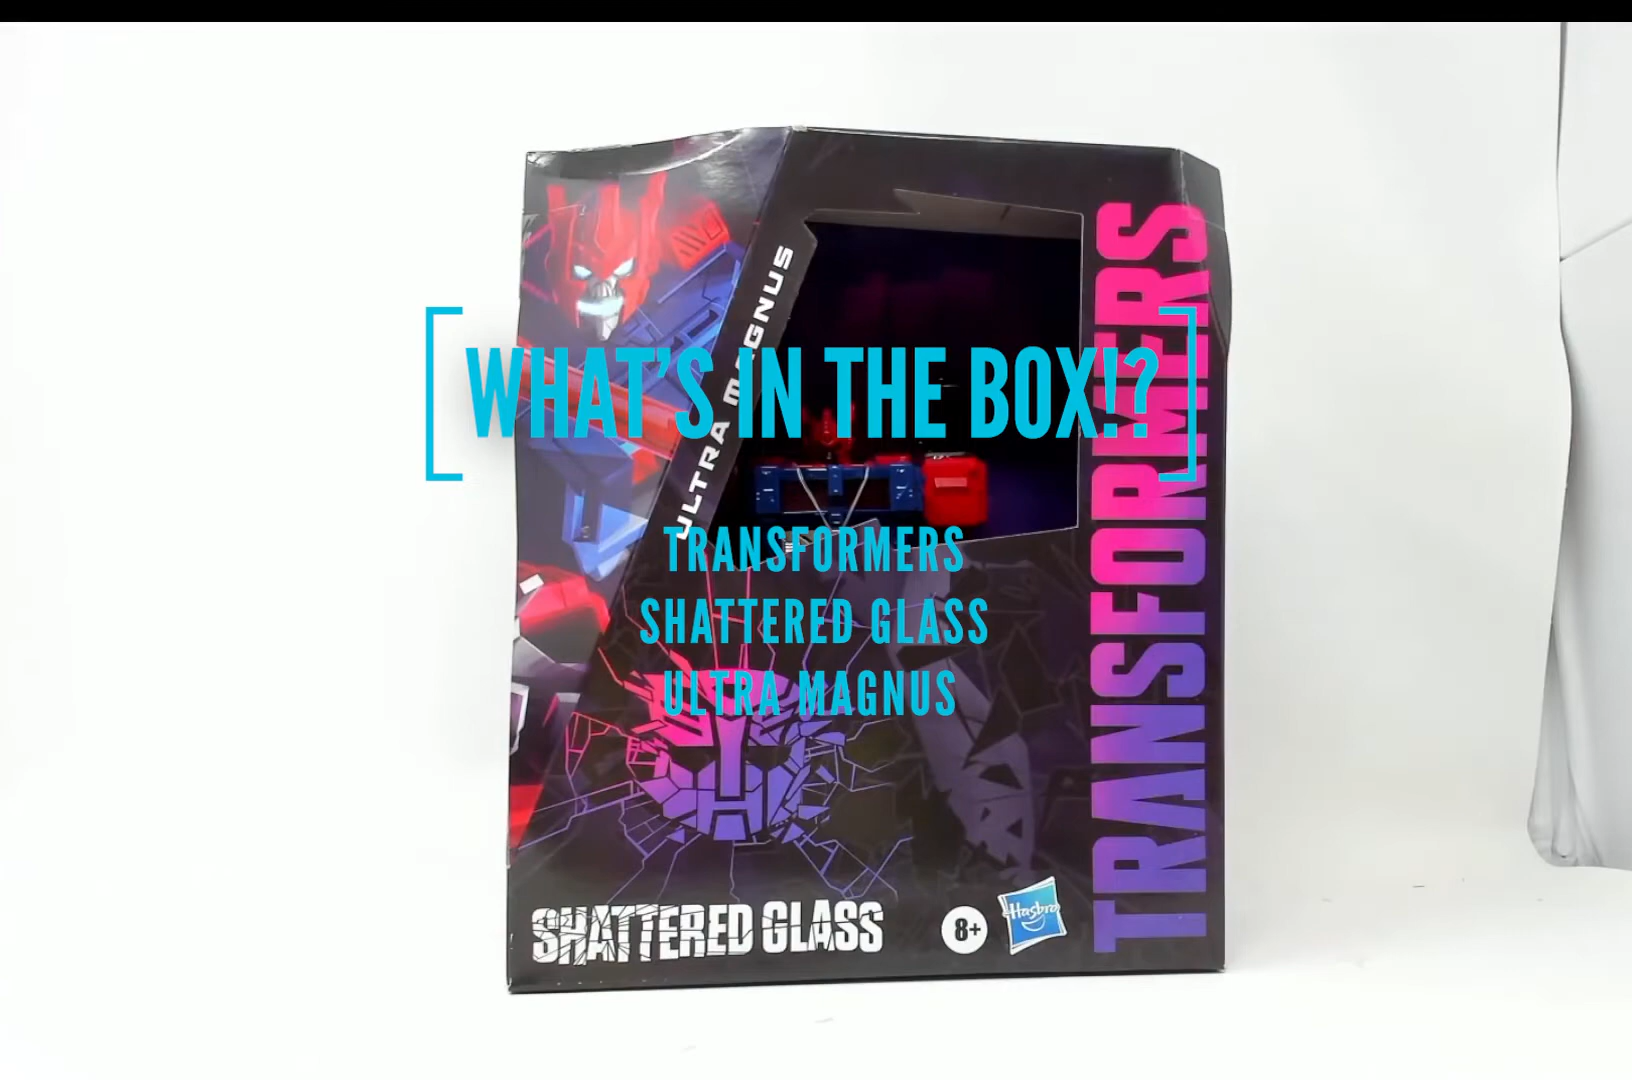 WHAT'S IN THE BOX!?
TRANSFORMERS
SHATTERED GLASS
ULTRA MAGNUS
ULTRA MAGNUS
TRANSFORMERS
SHATTERED GLASS
8+
Hasbro